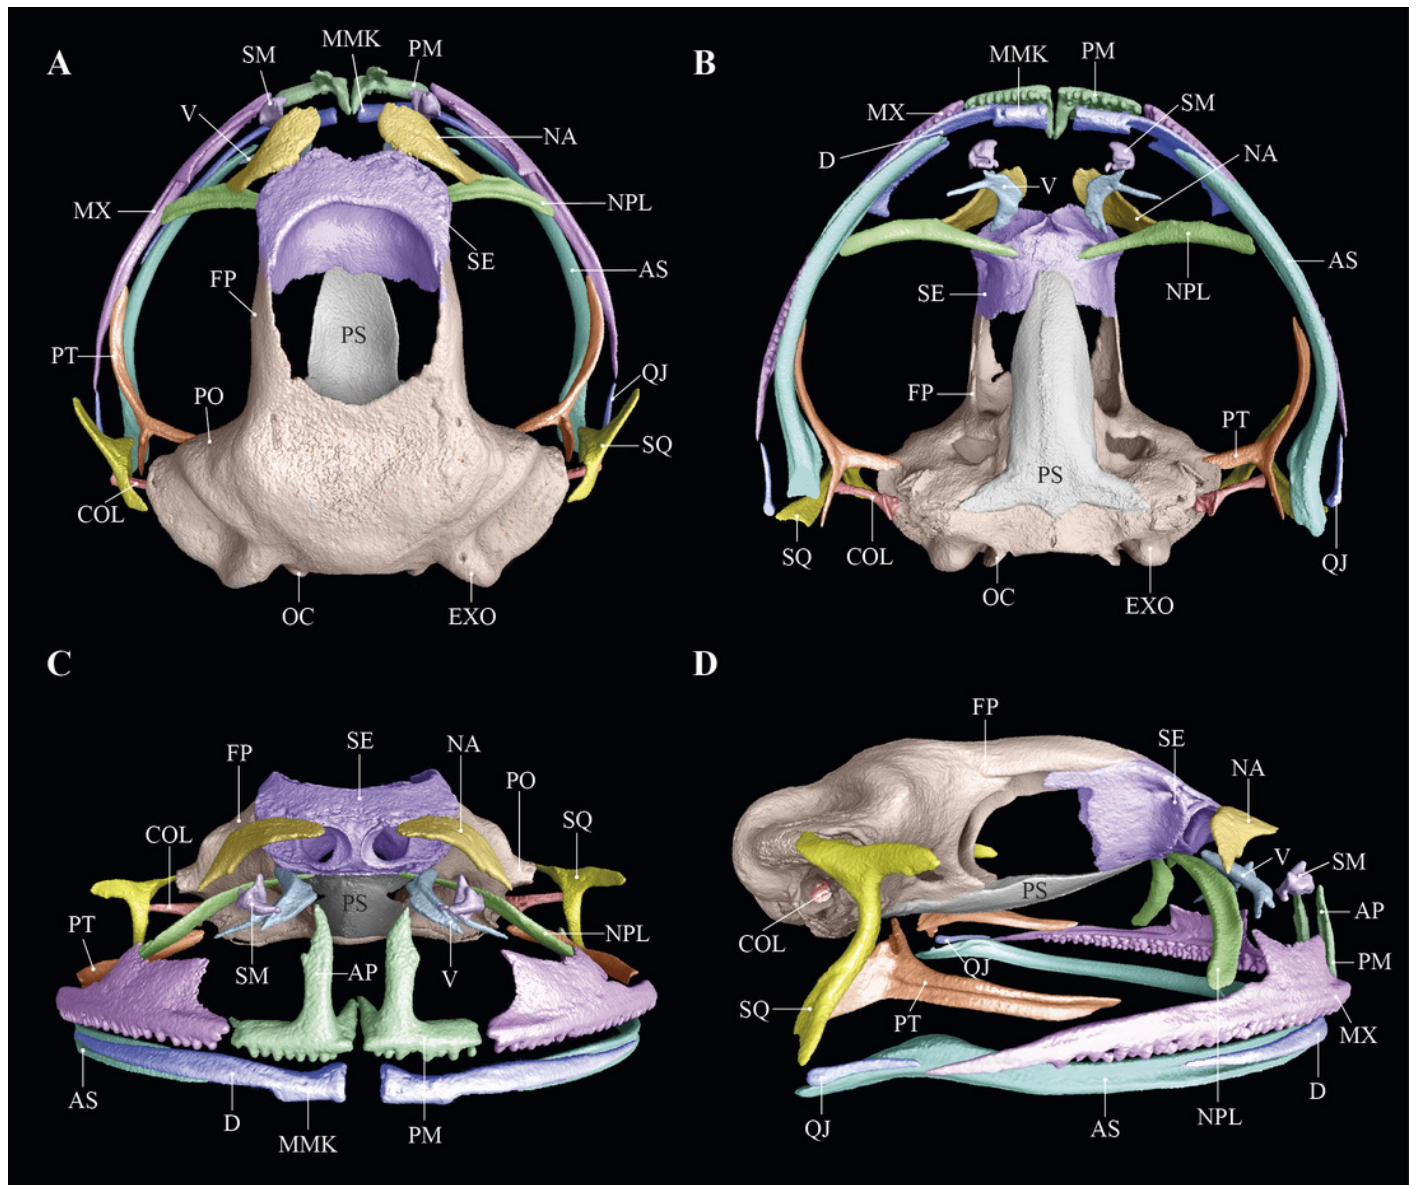 A
SM
MMK
PM
V
NA
MX
NPL
SE
AS
FP
PS
PT
PO
QJ
SQ
COL
OC
EXO
B
MMK
PM
MX
SM
D
NA
V
AS
NPL
SE
FP
PT
PS
SQ
COL
QJ
OC
EXO
C
SE
NA
FP
PO
COL
SQ
PT
PS
NPL
SM
AP
V
AS
D
PM
MMK
D
FP
SE
NA
V
SM
PS
AP
COL
QJ
PM
SQ
PT
MX
D
NPL
QJ
AS